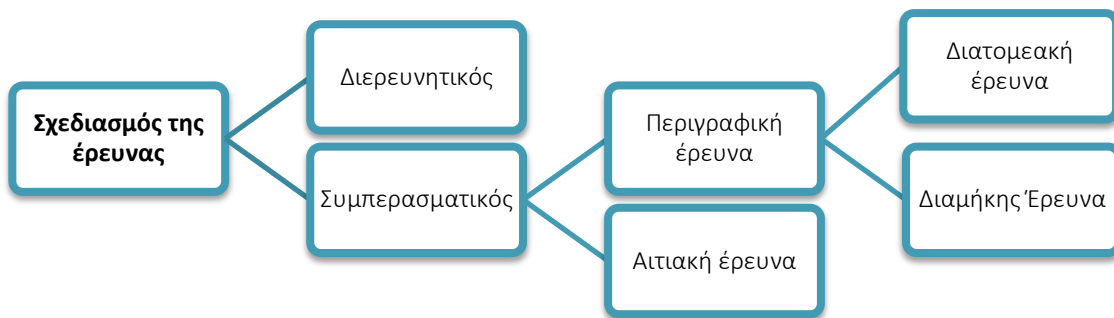 Σχεδιασμός της
έρευνας
Διερευνητικός
Συμπερασματικός
Περιγραφική
έρευνα
Αιτιακή έρευνα
Διατομεακή
έρευνα
Διαμήκης Έρευνα